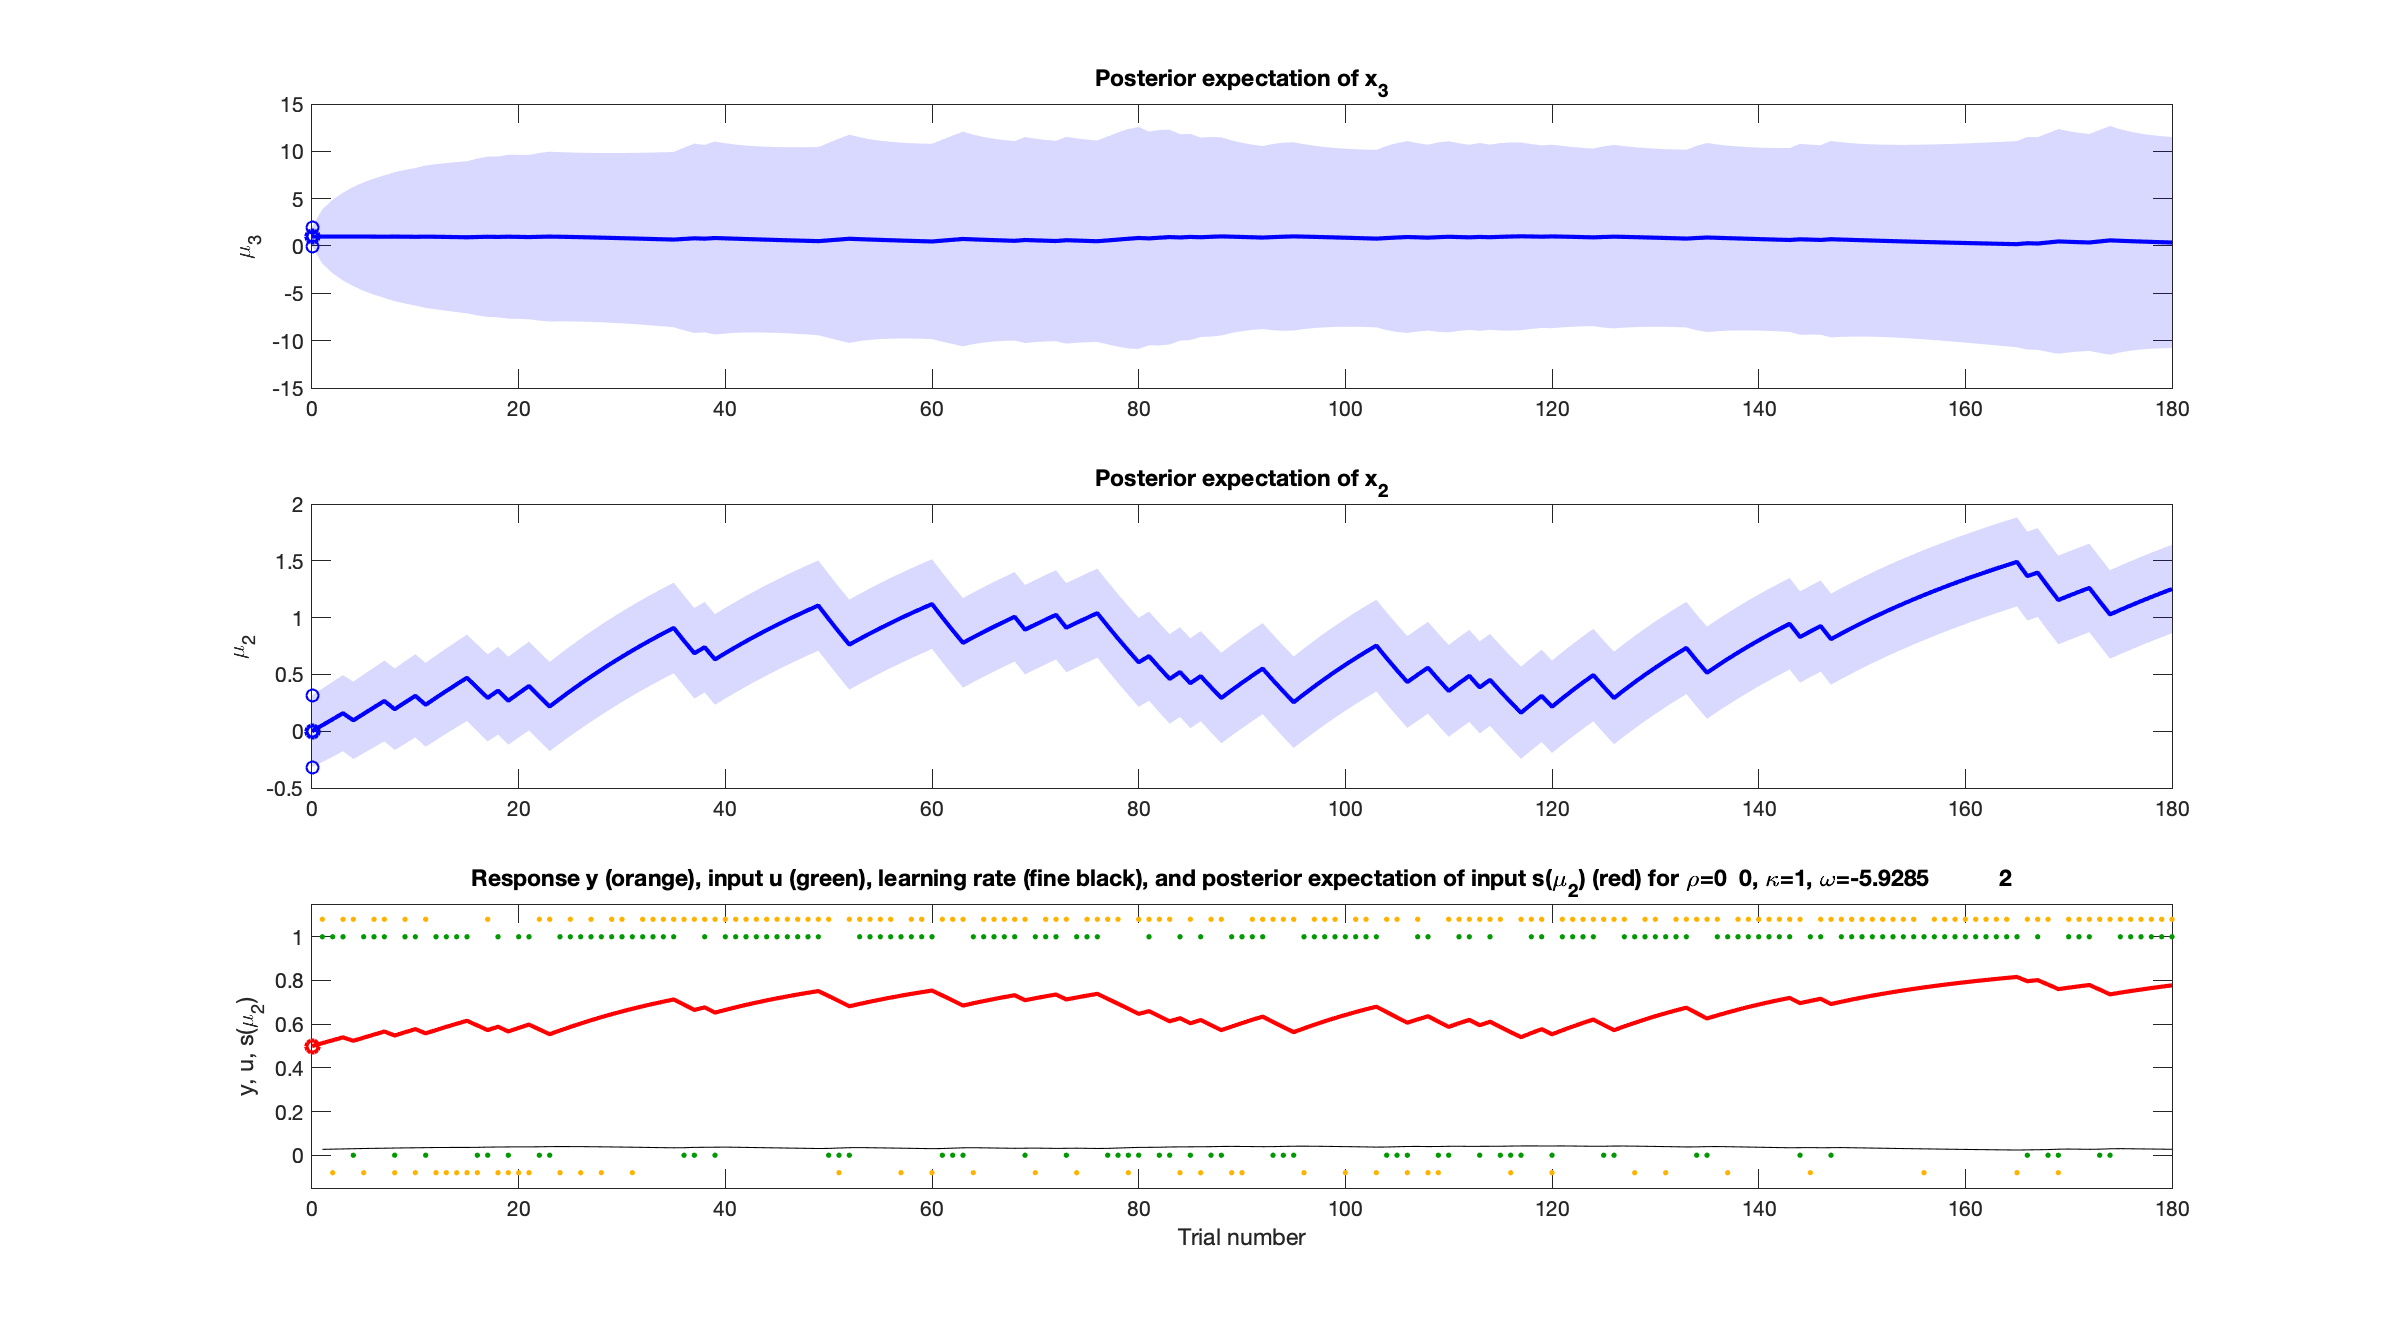 Posterior expectation of x₃
15
10
5
0
-5
-10
-15
μ₃
0 20 40 60 80 100 120 140 160 180
Posterior expectation of x₂
2
1.5
1
0.5
0
-0.5
μ₂
0 20 40 60 80 100 120 140 160 180
Response y (orange), input u (green), learning rate (fine black), and posterior expectation of input s(μ₂) (red) for ρ=0 0, κ=1, ω=-5.9285 2
1
0.8
0.6
0.4
0.2
0
y, u, s(μ₂)
0 20 40 60 80 100 120 140 160 180
Trial number